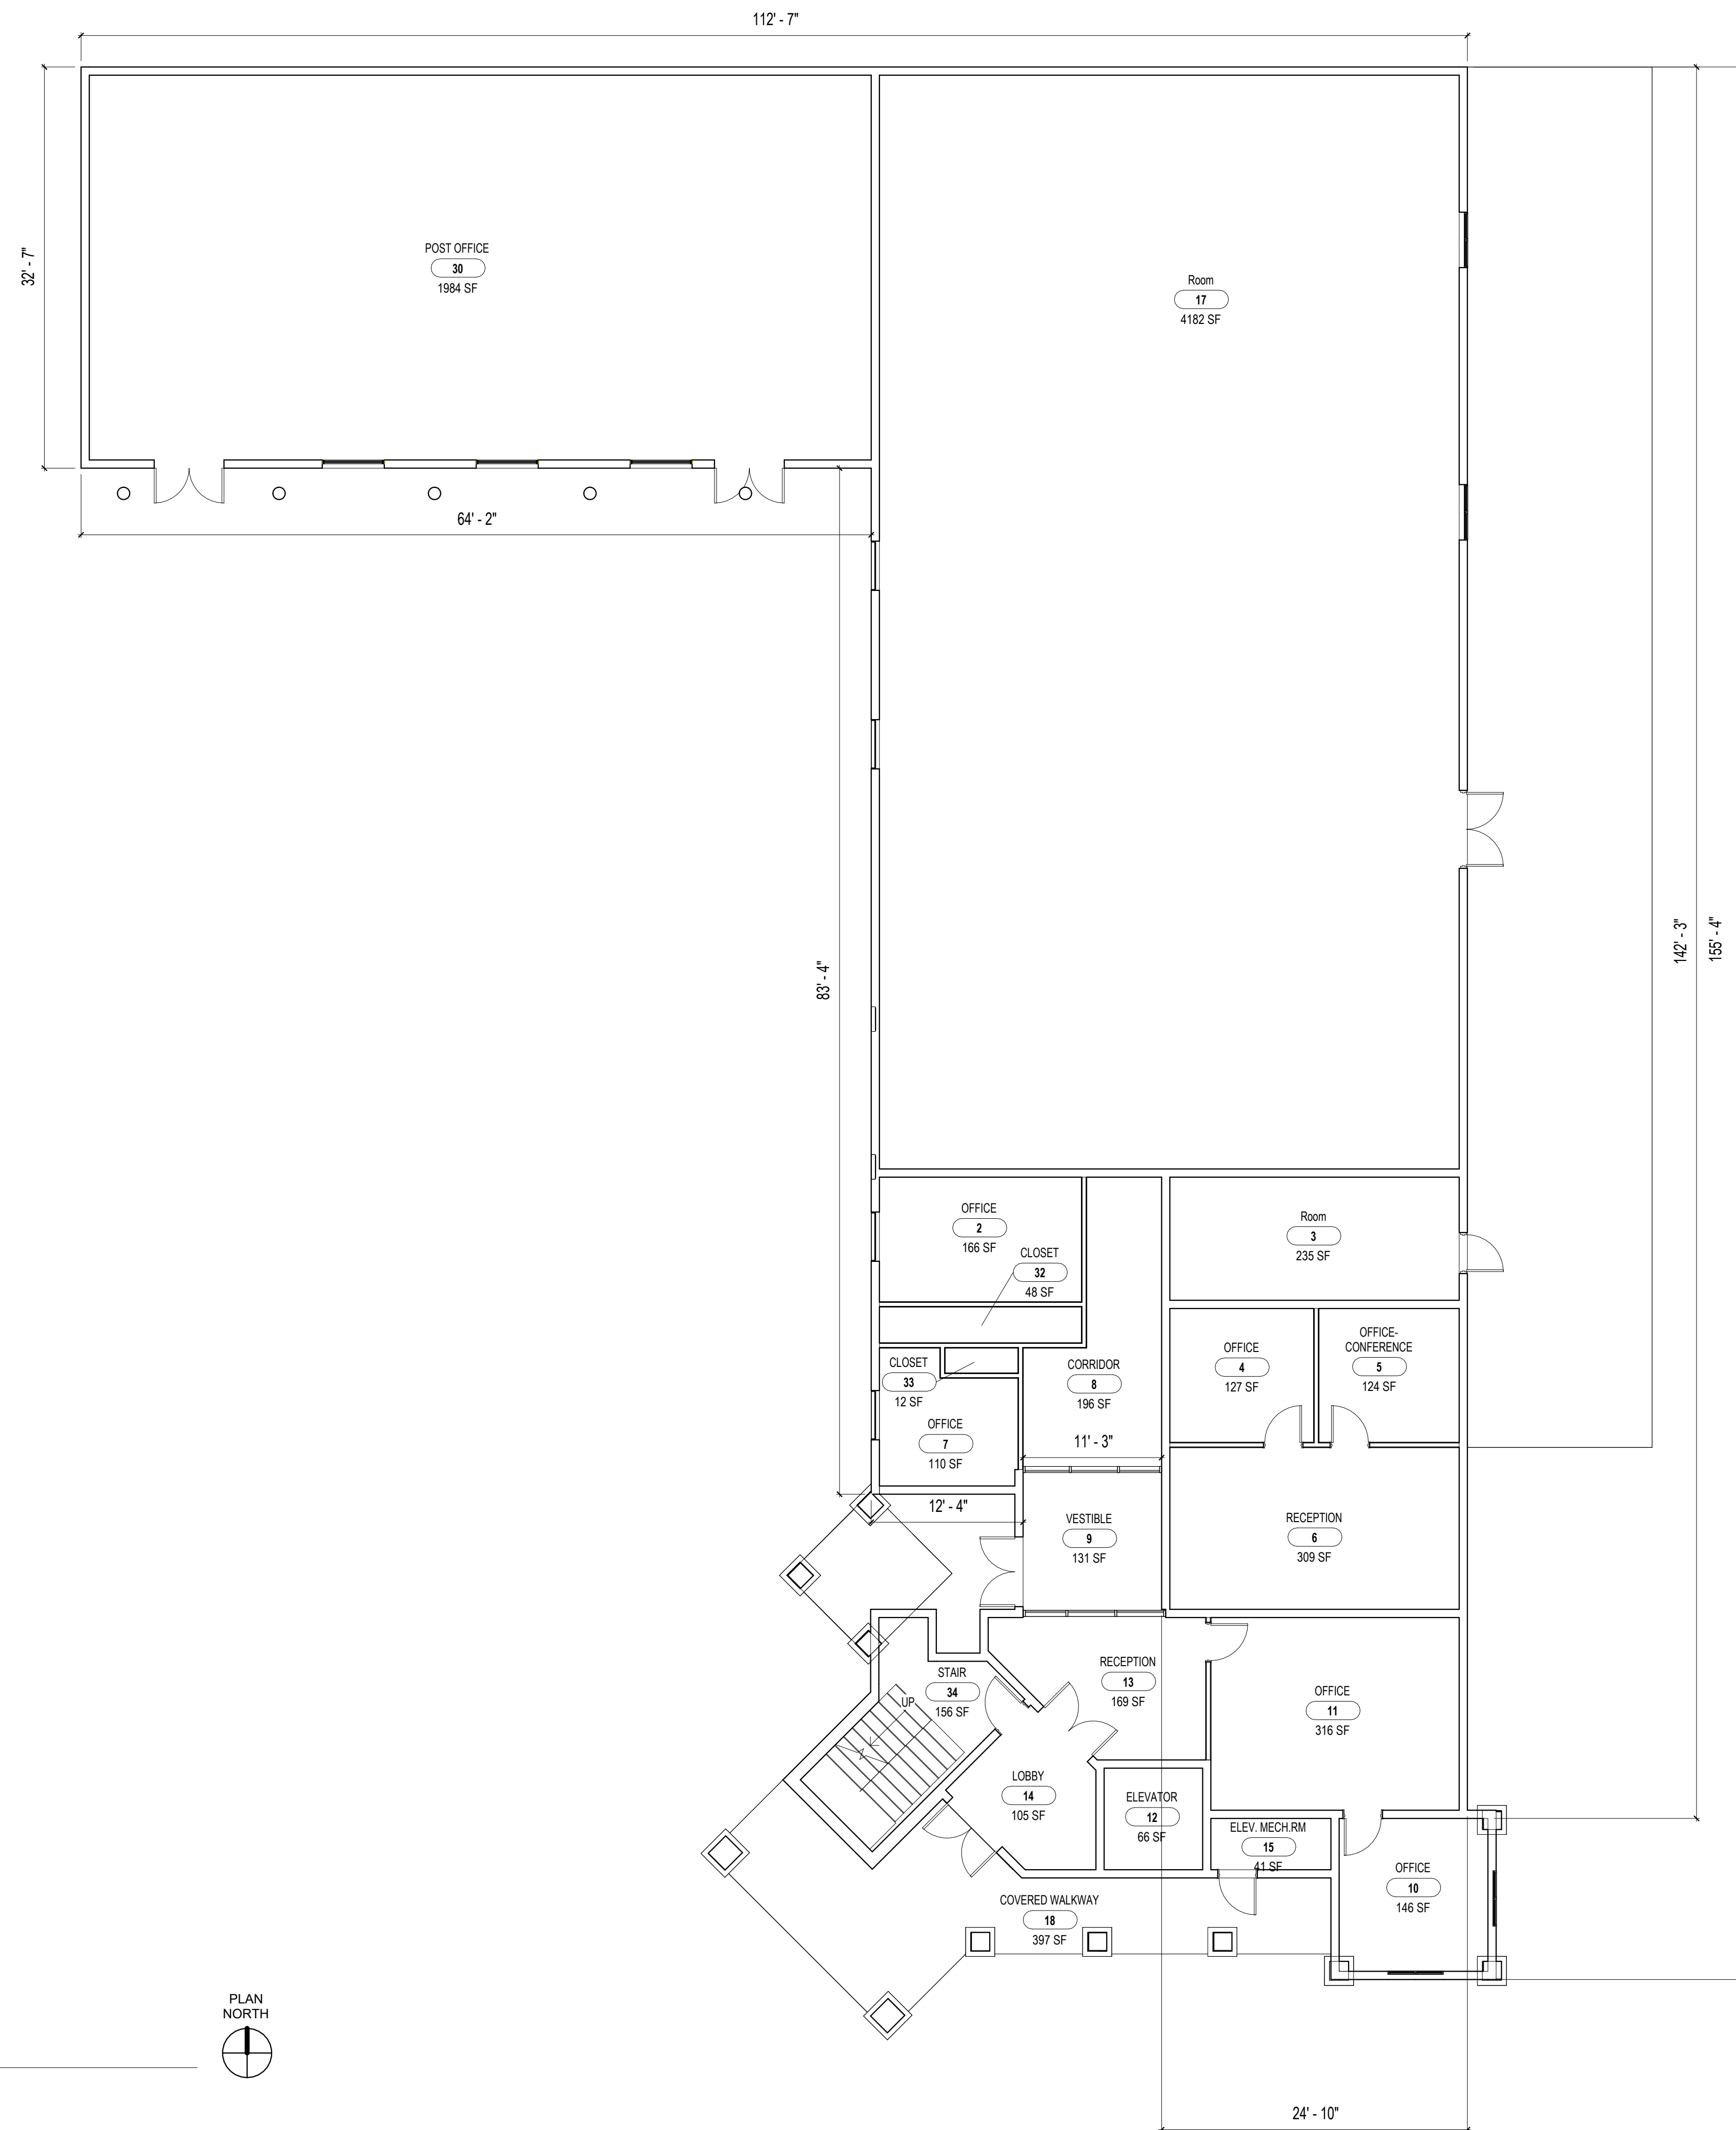 112' - 7"
32' - 7"
POST OFFICE
30
1984 SF
Room
17
4182 SF
64' - 2"
83' - 4"
142' - 3"
155' - 4"
OFFICE
2
166 SF
CLOSET
32
48 SF
Room
3
235 SF
CLOSET
33
12 SF
OFFICE
7
110 SF
CORRIDOR
8
196 SF
OFFICE
4
127 SF
OFFICE-
CONFERENCE
5
124 SF
11' - 3"
12' - 4"
VESTIBLE
9
131 SF
RECEPTION
6
309 SF
STAIR
34
156 SF
UP
RECEPTION
13
169 SF
OFFICE
11
316 SF
LOBBY
14
105 SF
ELEVATOR
12
66 SF
ELEV. MECH.RM
15
41 SF
OFFICE
10
146 SF
COVERED WALKWAY
18
397 SF
PLAN
NORTH
24' - 10"